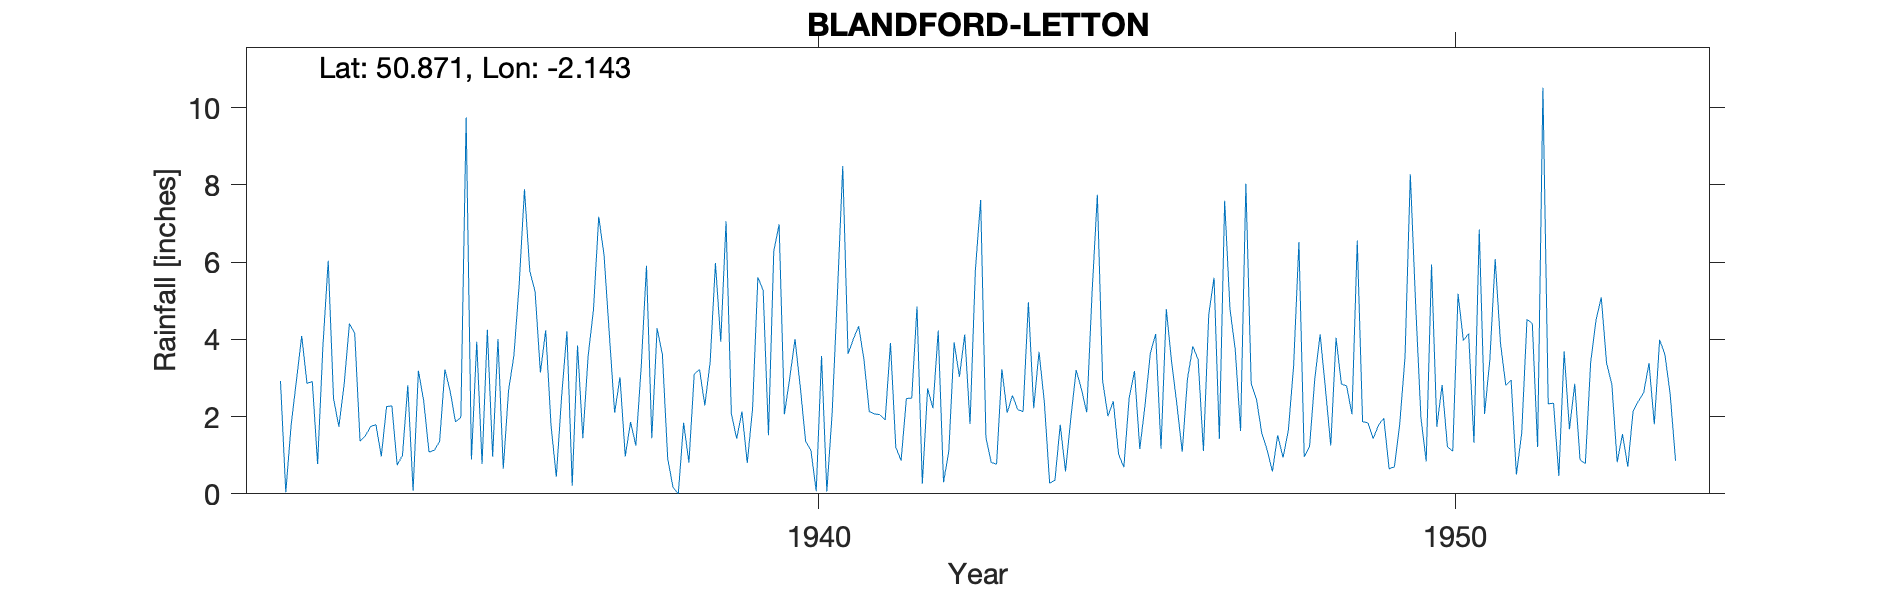 BLANDFORD-LETTON
Lat: 50.871, Lon: -2.143
10
8
6
4
2
0
Rainfall [inches]
1940
1950
Year